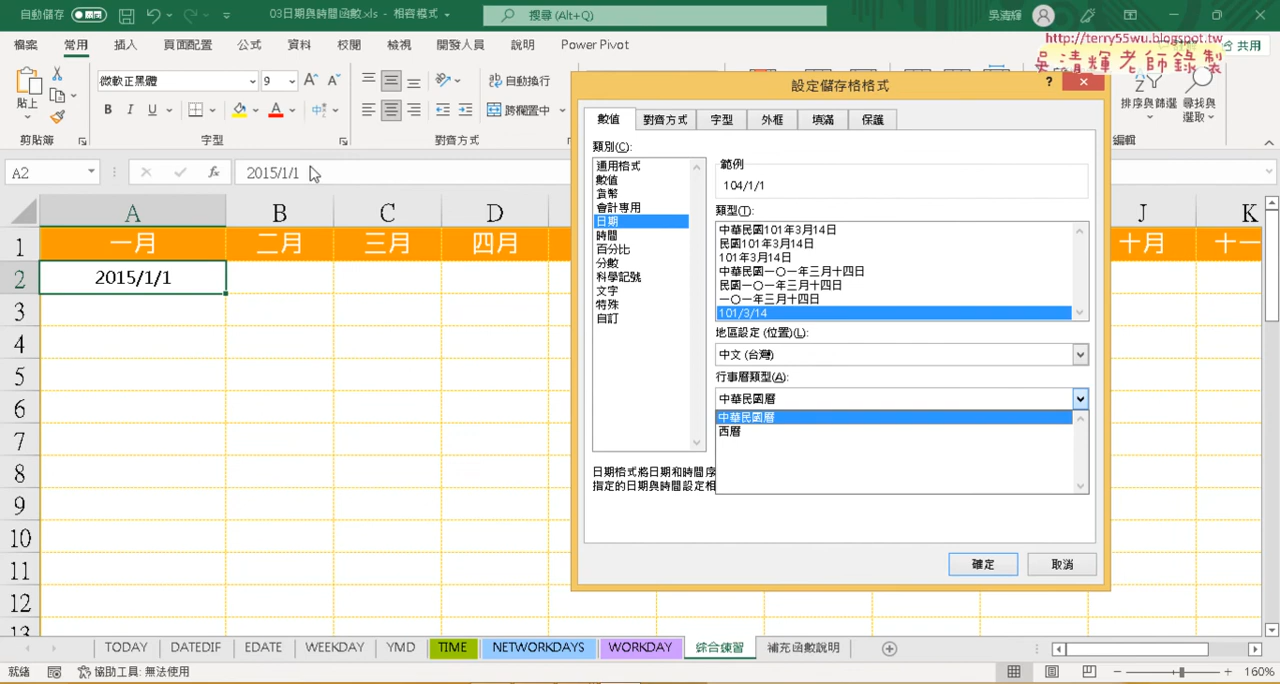 自動儲存
03日期與時間函數.xls - 相容模式
搜尋 (Alt+Q)
吳清輝
檔案 常用 插入 頁面配置 公式 資料 校閱 檢視 開發人員 說明 Power Pivot
共用
http://terry55wu.blogspot.tw
吳清輝老師錄製
貼上
微軟正黑體 9
自動換行
B I U A
跨欄置中
排序與篩選 尋找與選取
剪貼簿 字型 對齊方式 編輯
A2 fx 2015/1/1
A B C D J K
1 一月 二月 三月 四月 十月 十一
2 2015/1/1
3
4
5
6
7
8
9
10
11
12
13
設定儲存格格式
?
數值 對齊方式 字型 外框 填滿 保護
類別(C):
通用格式
數值
貨幣
會計專用
日期
時間
百分比
分數
科學記號
文字
特殊
自訂
範例
104/1/1
類型(T):
中華民國101年3月14日
民國101年3月14日
101年3月14日
中華民國一○一年三月十四日
民國一○一年三月十四日
一○一年三月十四日
101/3/14
地區設定 (位置)(L):
中文 (台灣)
行事曆類型(A):
中華民國曆
中華民國曆
西曆
日期格式將日期和時間序
指定的日期與時間設定相
確定 取消
TODAY DATEDIF EDATE WEEKDAY YMD TIME NETWORKDAYS WORKDAY 綜合練習 補充函數說明
就緒 協助工具: 無法使用 160%